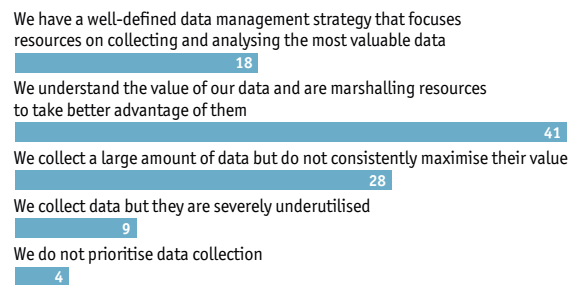 We have a well-defined data management strategy that focuses
resources on collecting and analysing the most valuable data
18
We understand the value of our data and are marshalling resources
to take better advantage of them
41
We collect a large amount of data but do not consistently maximise their value
28
We collect data but they are severely underutilised
9
We do not prioritise data collection
4